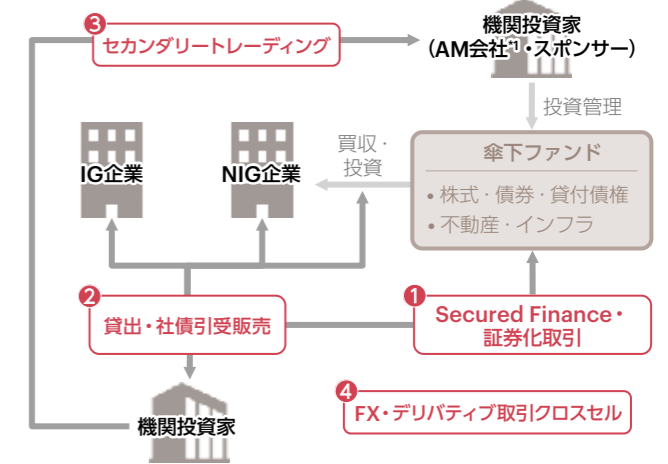 ❸
セカンダリートレーディング
機関投資家
（AM会社*1・スポンサー）
投資管理
IG企業
NIG企業
買収・
投資
傘下ファンド
• 株式・債券・貸付債権
• 不動産・インフラ
❷
貸出・社債引受販売
❶
Secured Finance・
証券化取引
機関投資家
❹
FX・デリバティブ取引クロスセル